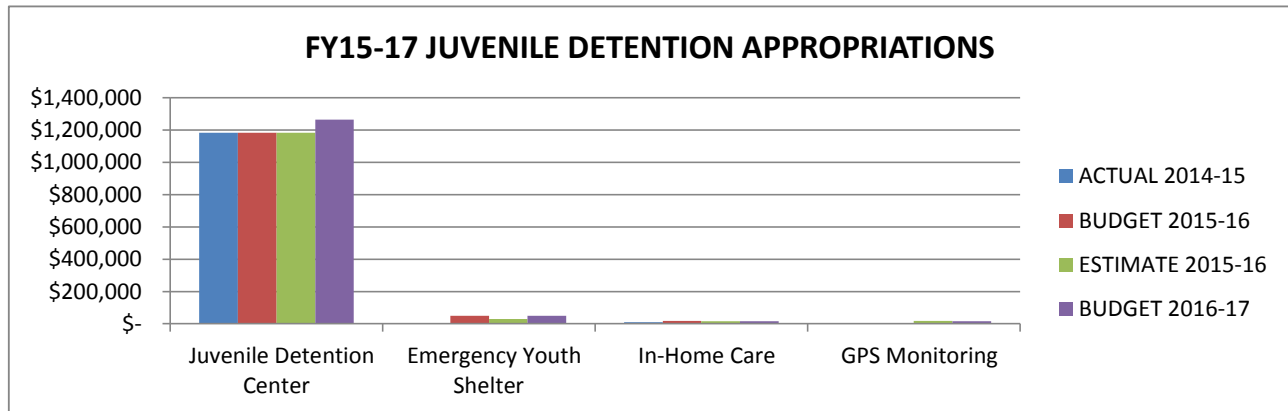 FY15-17 JUVENILE DETENTION APPROPRIATIONS
$1,400,000
$1,200,000
$1,000,000
$800,000
$600,000
$400,000
$200,000
$-
Juvenile Detention
Center
Emergency Youth
Shelter
In-Home Care
GPS Monitoring
ACTUAL 2014-15
BUDGET 2015-16
ESTIMATE 2015-16
BUDGET 2016-17